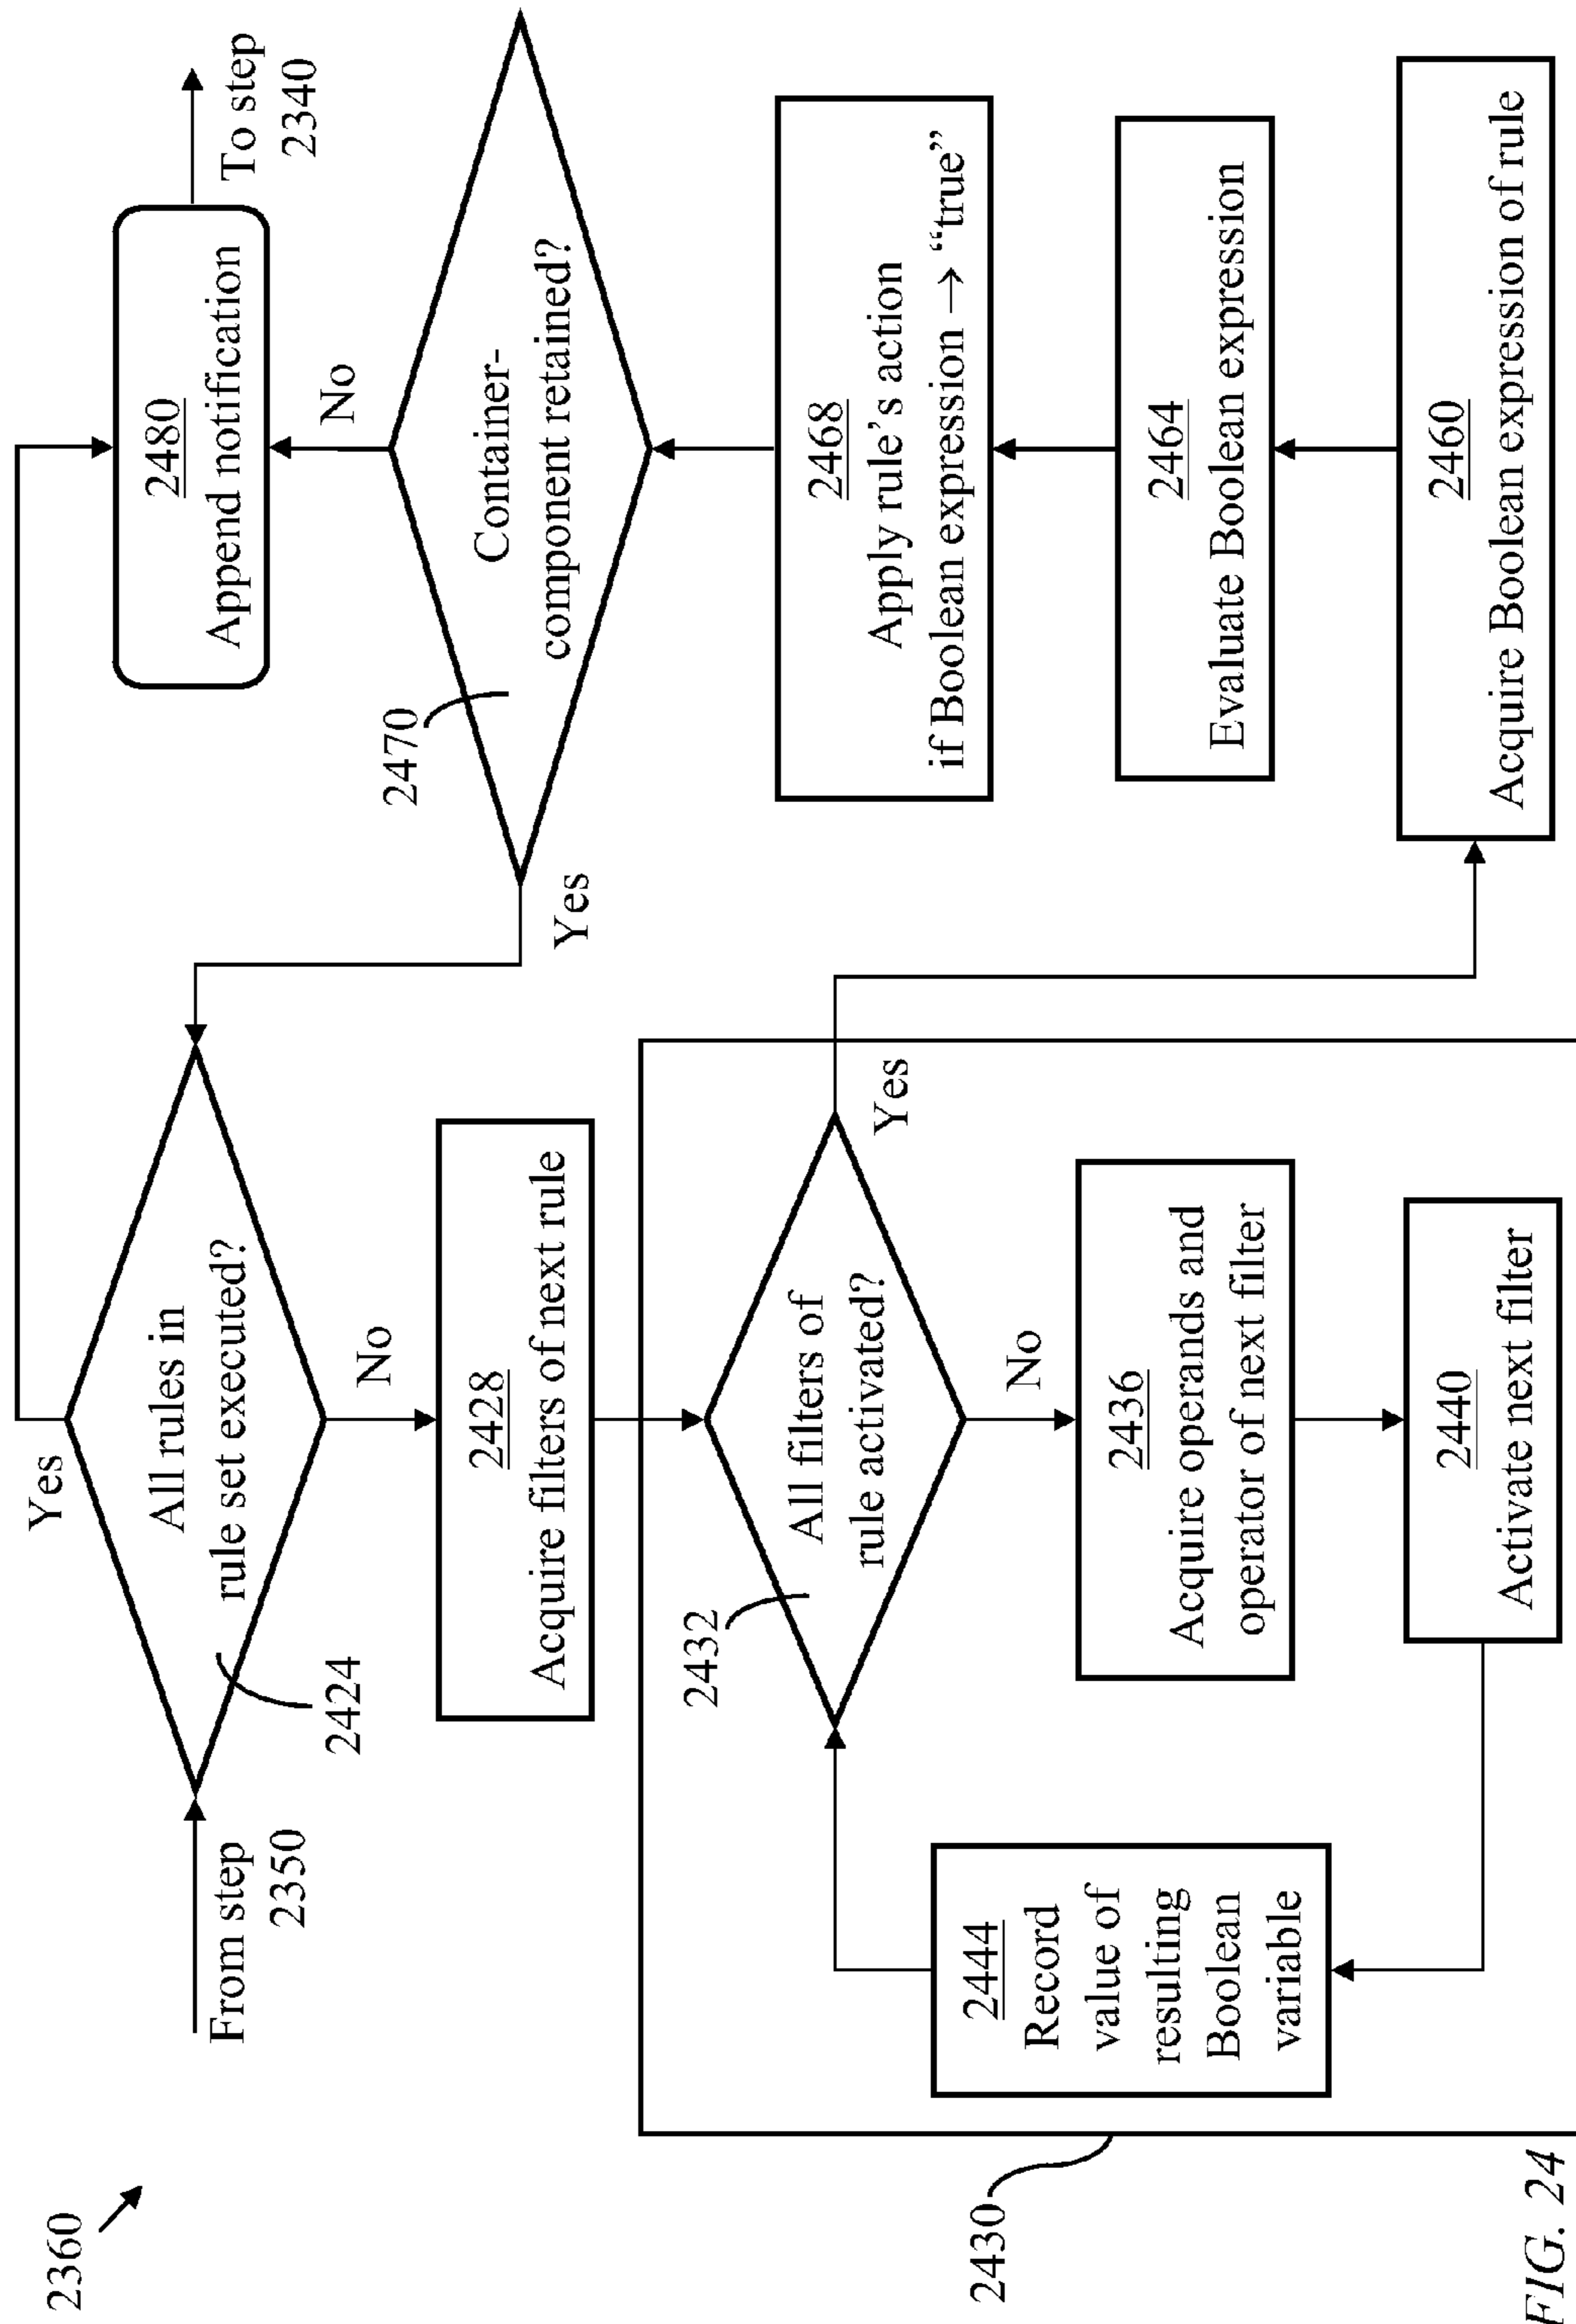 2360
From step
2350
2424
All rules in
rule set executed?
Yes
No
2428
Acquire filters of next rule
2430
2432
All filters of
rule activated?
Yes
No
2436
Acquire operands and
operator of next filter
2440
Activate next filter
2444
Record
value of
resulting
Boolean
variable
2460
Acquire Boolean expression of rule
2464
Evaluate Boolean expression
2468
Apply rule's action
if Boolean expression → “true”
2470
Container-
component retained?
Yes
No
2480
Append notification
To step
2340
FIG. 24